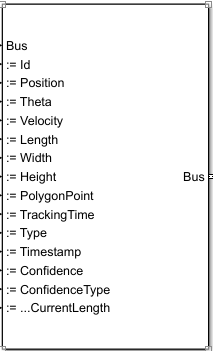 Bus
:= Id
:= Position
:= Theta
:= Velocity
:= Length
:= Width
:= Height
Bus
:= PolygonPoint
:= TrackingTime
:= Type
:= Timestamp
:= Confidence
:= ConfidenceType
:= ...CurrentLength